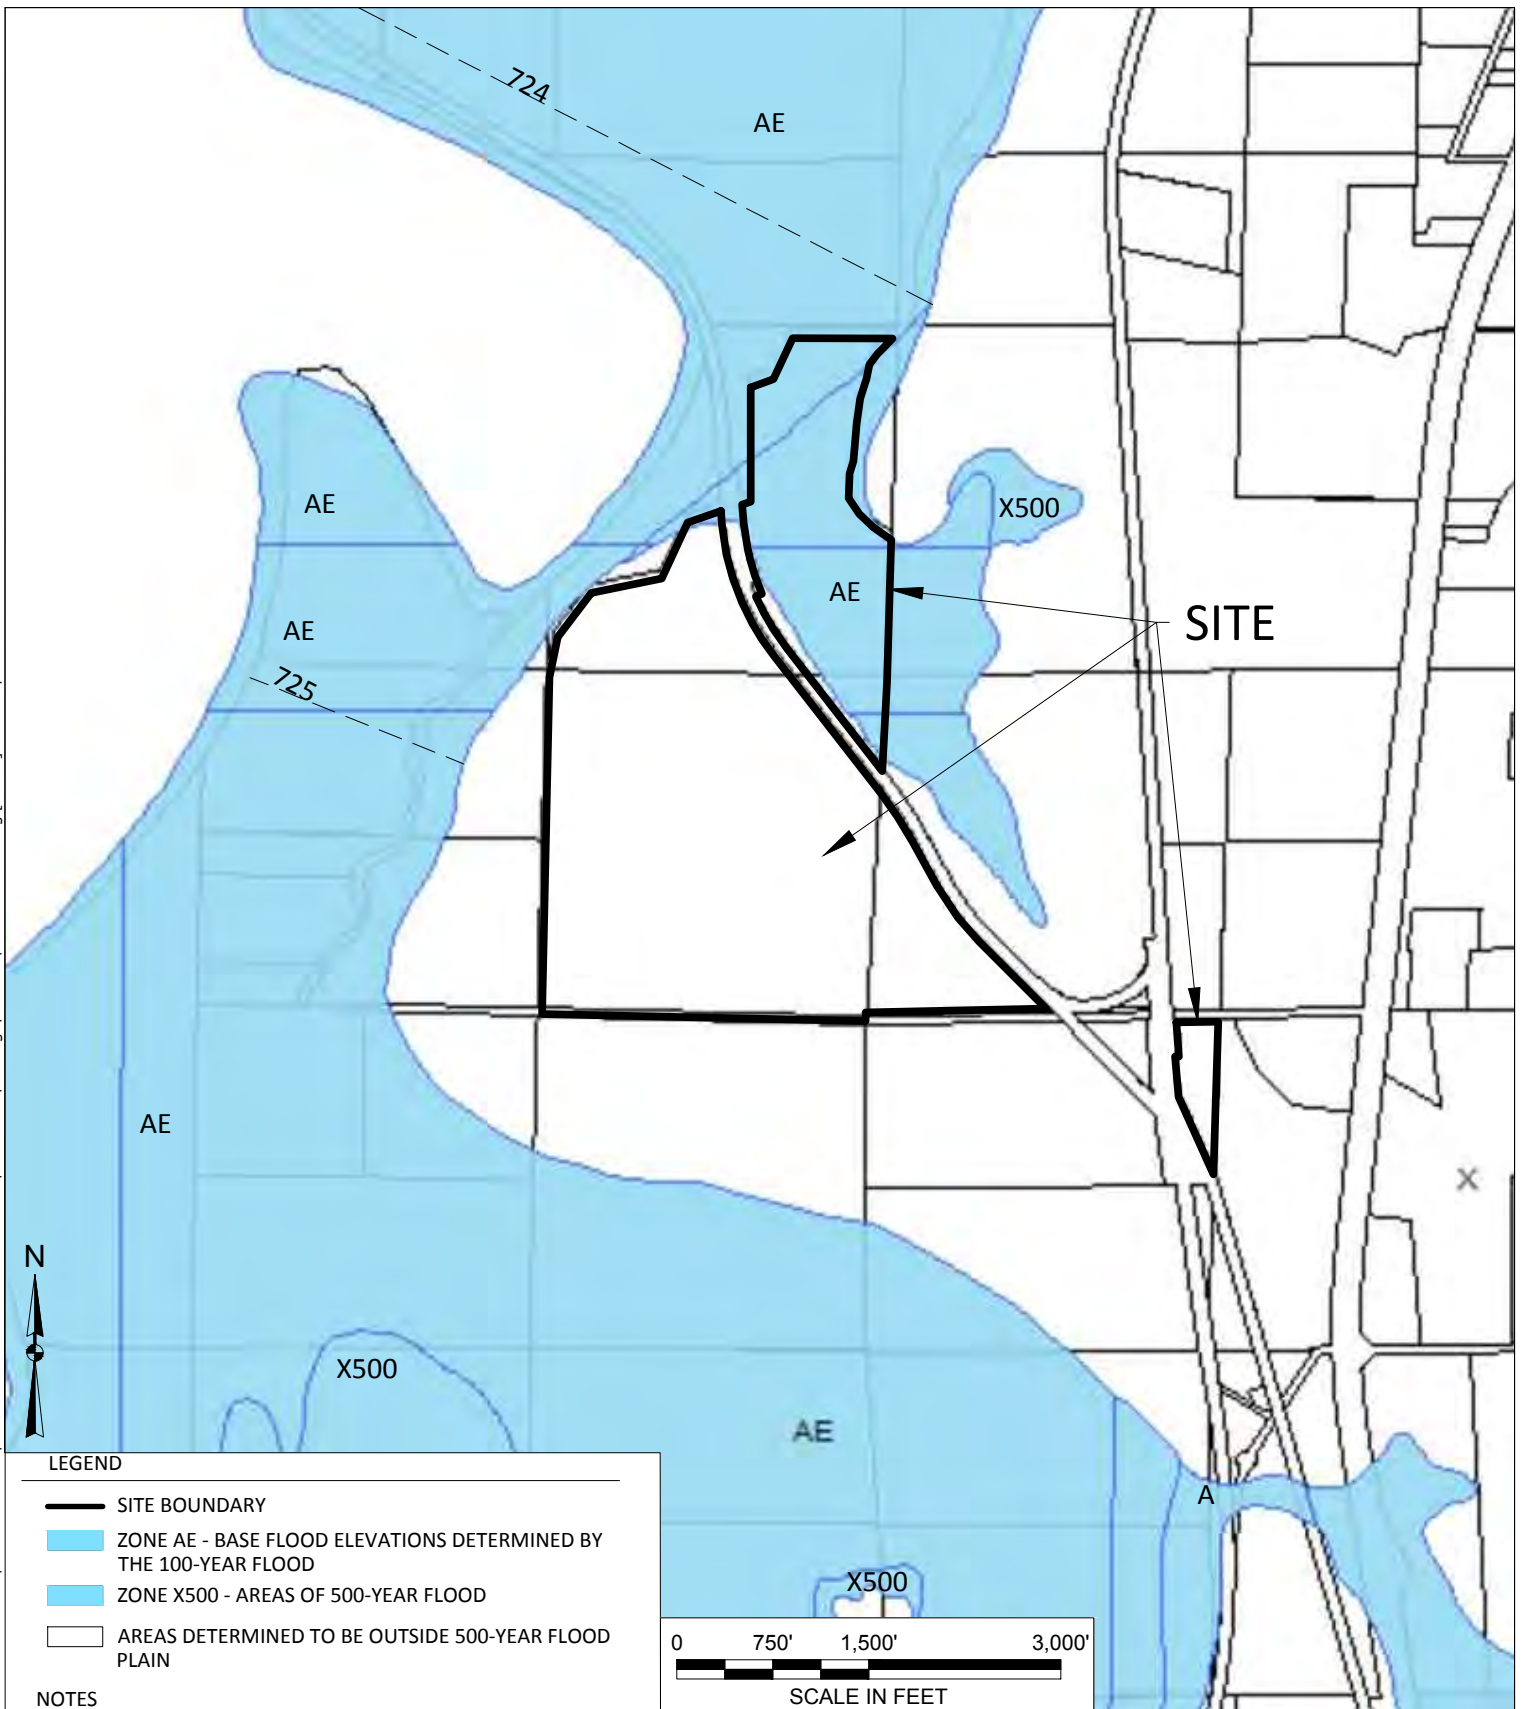 724
AE
AE
X500
AE
SITE
AE
725
AE
X
N
X500
AE
A
X500
LEGEND
SITE BOUNDARY
ZONE AE - BASE FLOOD ELEVATIONS DETERMINED BY
THE 100-YEAR FLOOD
ZONE X500 - AREAS OF 500-YEAR FLOOD
AREAS DETERMINED TO BE OUTSIDE 500-YEAR FLOOD
PLAIN
NOTES
0 750' 1,500' 3,000'
SCALE IN FEET